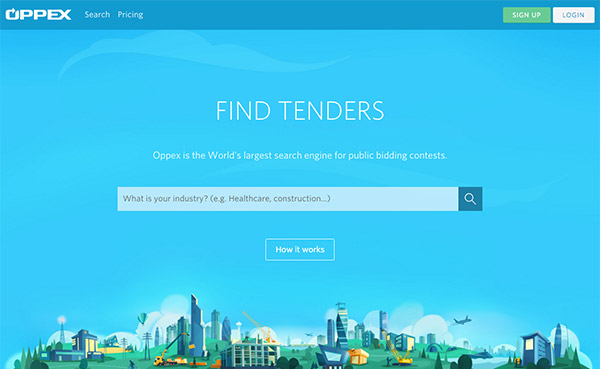 OPPEX Search Pricing SIGN UP LOGIN
FIND TENDERS
Oppex is the World's largest search engine for public bidding contests.
What is your industry? (e.g. Healthcare, construction...)
How it works